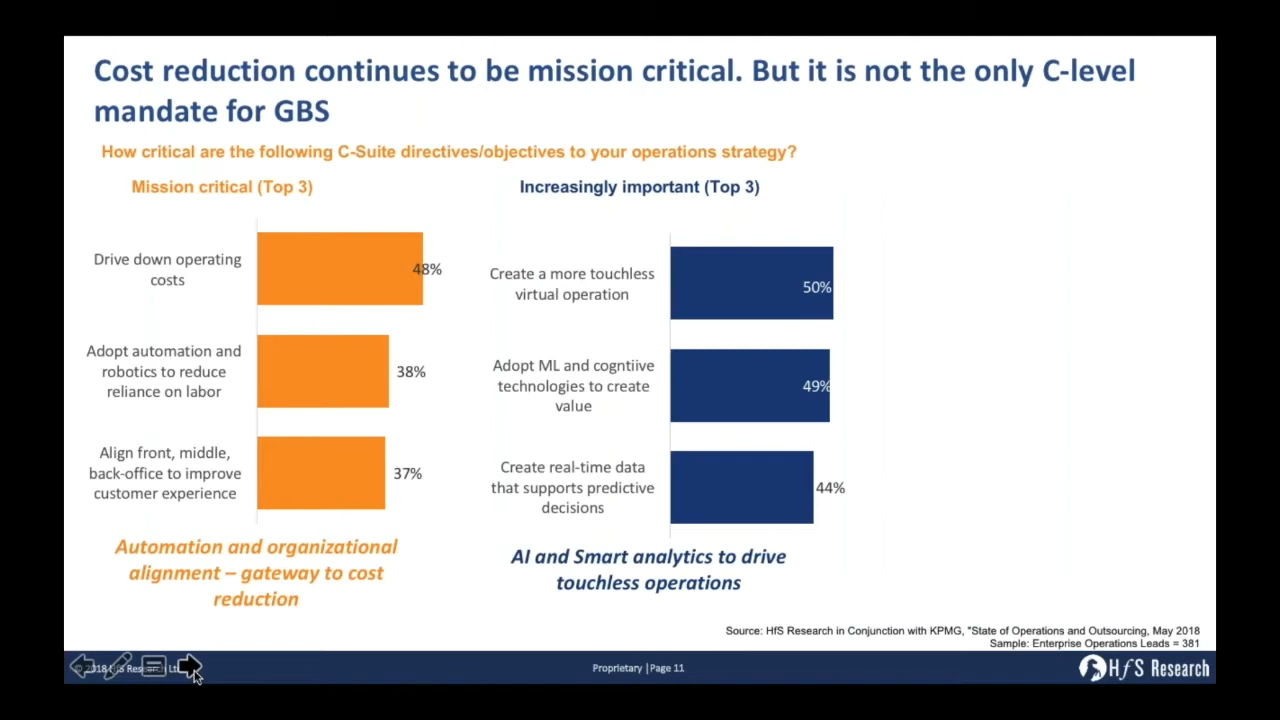 Cost reduction continues to be mission critical. But it is not the only C-level
mandate for GBS
How critical are the following C-Suite directives/objectives to your operations strategy?
Mission critical (Top 3)
Drive down operating
costs
48%
Adopt automation and
robotics to reduce
reliance on labor
38%
Align front, middle,
back-office to improve
customer experience
37%
Automation and organizational
alignment – gateway to cost
reduction
Increasingly important (Top 3)
Create a more touchless
virtual operation
50%
Adopt ML and cogntiive
technologies to create
value
49%
Create real-time data
that supports predictive
decisions
44%
AI and Smart analytics to drive
touchless operations
Source: HfS Research in Conjunction with KPMG, "State of Operations and Outsourcing, May 2018
Sample: Enterprise Operations Leads = 381
2018 HfS Research
Proprietary | Page 11
HfS Research